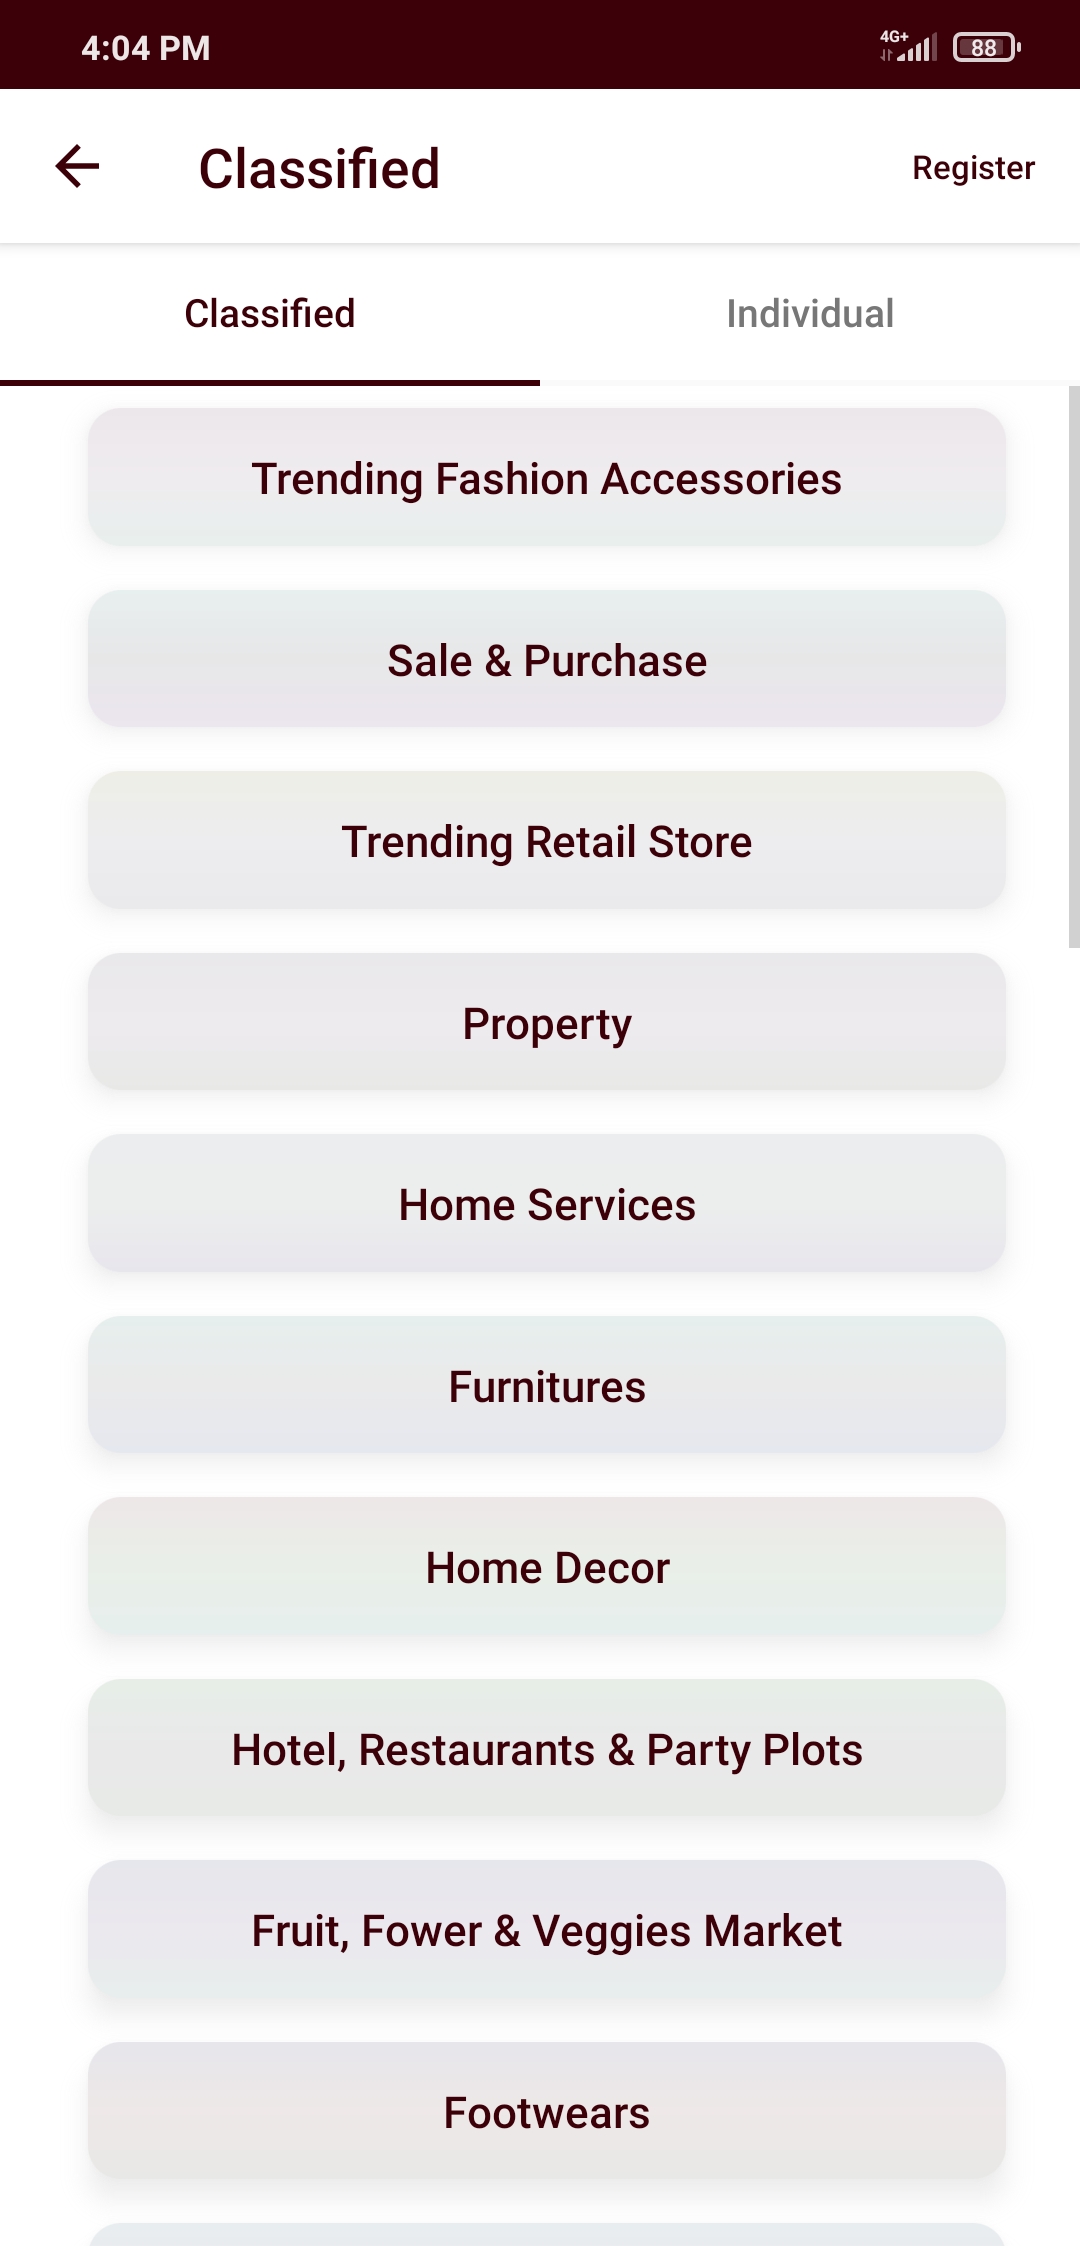 4:04 PM
4G+
88
Classified
Register
Classified
Individual
Trending Fashion Accessories
Sale & Purchase
Trending Retail Store
Property
Home Services
Furnitures
Home Decor
Hotel, Restaurants & Party Plots
Fruit, Fower & Veggies Market
Footwears